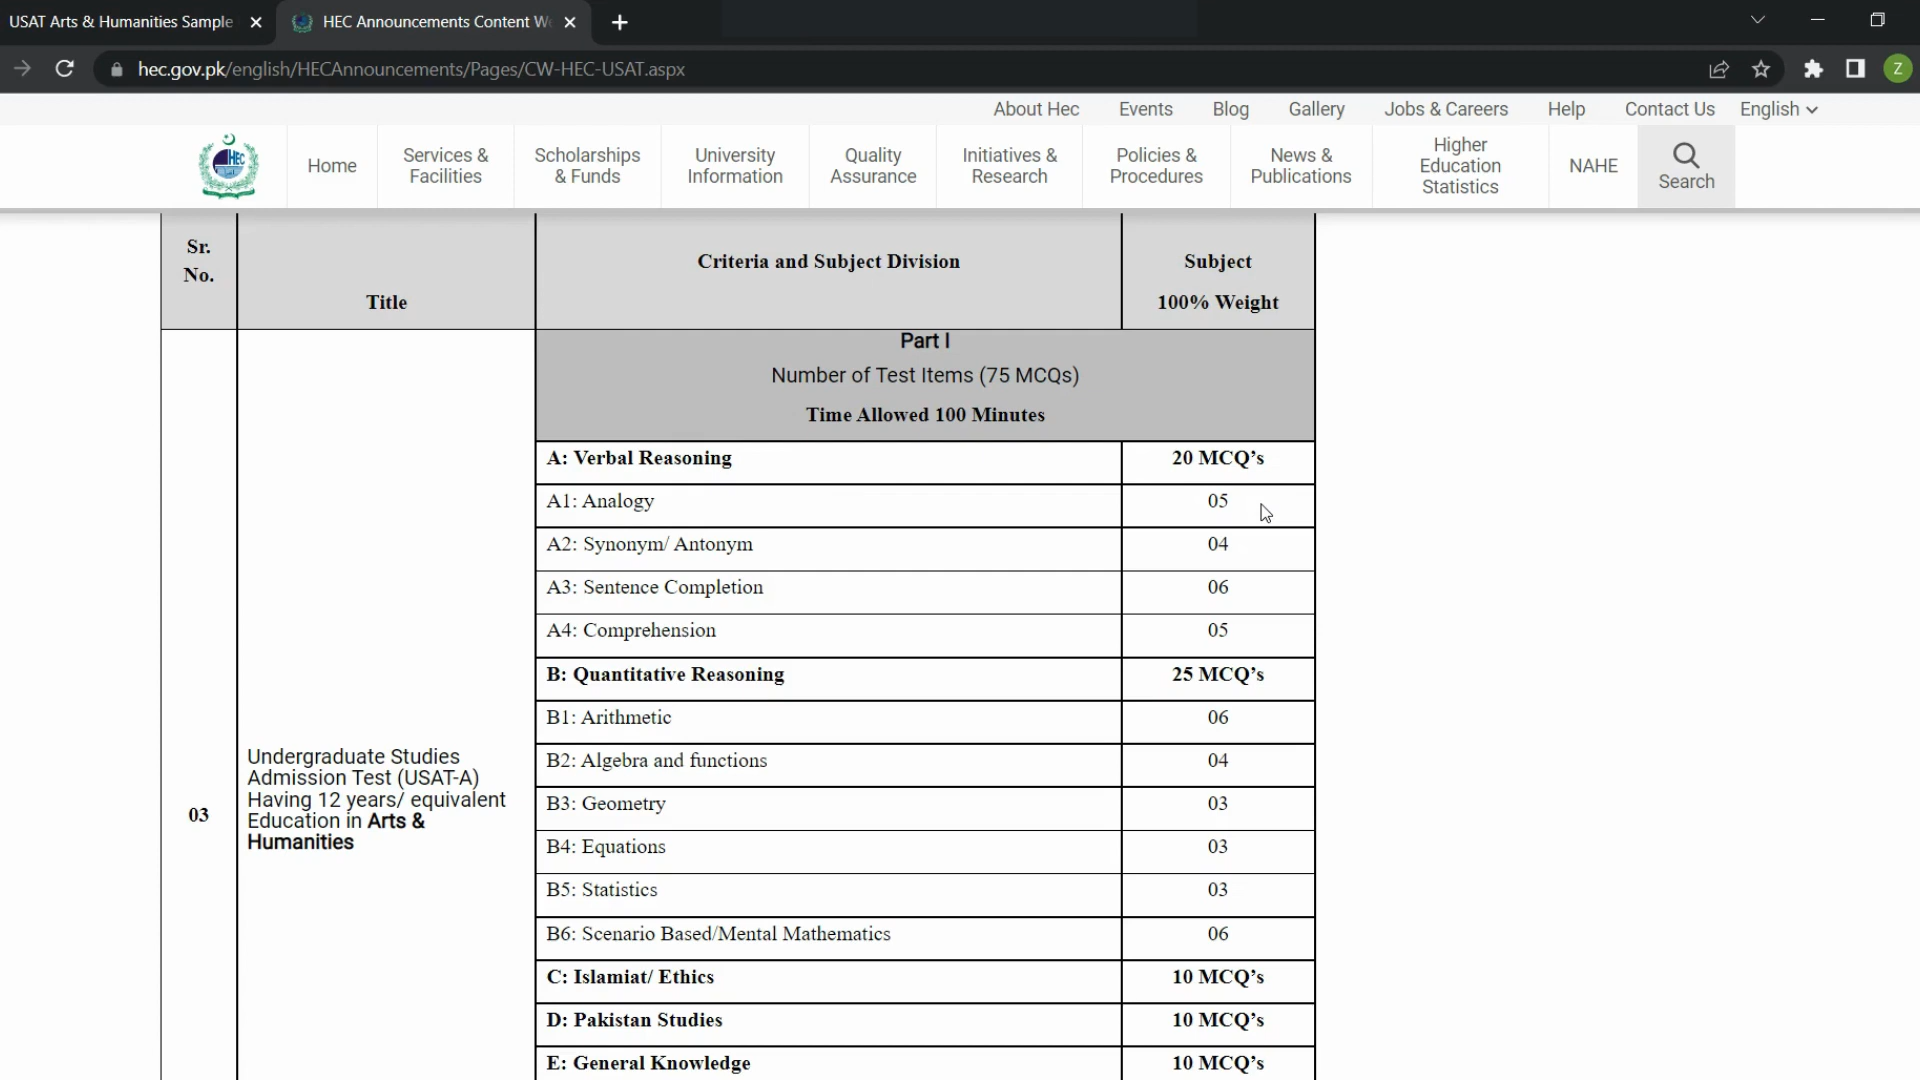 USAT Arts & Humanities Sample
HEC Announcements Content W
hec.gov.pk/english/HECAnnouncements/Pages/CW-HEC-USAT.aspx
Z
About Hec Events Blog Gallery Jobs & Careers Help Contact Us English
HEC
Home
Services &
Facilities
Scholarships
& Funds
University
Information
Quality
Assurance
Initiatives &
Research
Policies &
Procedures
News &
Publications
Higher
Education
Statistics
NAHE
Search
Sr.
No.
Title
Criteria and Subject Division
Subject
100% Weight
03
Undergraduate Studies
Admission Test (USAT-A)
Having 12 years/ equivalent
Education in Arts &
Humanities
Part I
Number of Test Items (75 MCQs)
Time Allowed 100 Minutes
A: Verbal Reasoning 20 MCQ’s
A1: Analogy 05
A2: Synonym/ Antonym 04
A3: Sentence Completion 06
A4: Comprehension 05
B: Quantitative Reasoning 25 MCQ’s
B1: Arithmetic 06
B2: Algebra and functions 04
B3: Geometry 03
B4: Equations 03
B5: Statistics 03
B6: Scenario Based/Mental Mathematics 06
C: Islamiat/ Ethics 10 MCQ’s
D: Pakistan Studies 10 MCQ’s
E: General Knowledge 10 MCQ’s